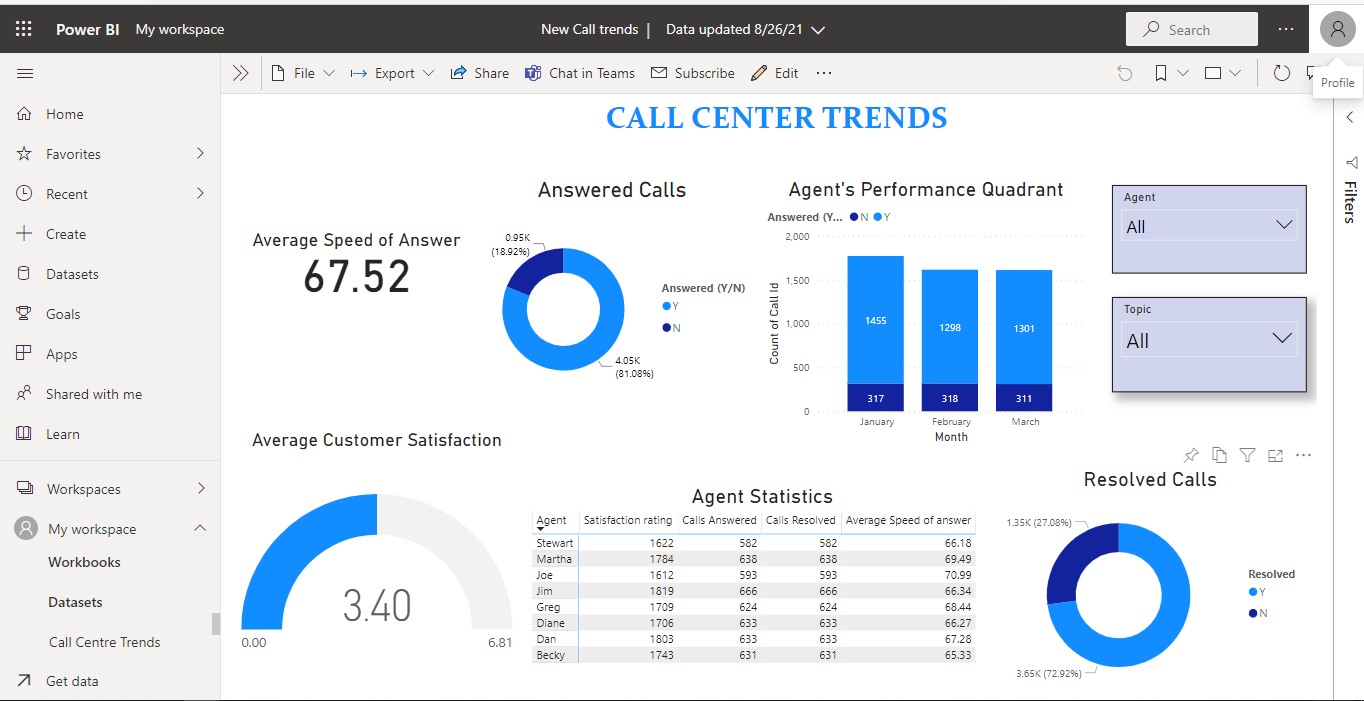 Power BI My workspace New Call trends | Data updated 8/26/21 Search ...
File Export Share Chat in Teams Subscribe Edit ...
Profile
Home
Favorites
Recent
Create
Datasets
Goals
Apps
Shared with me
Learn
Workspaces
My workspace
Workbooks
Datasets
Call Centre Trends
Get data
CALL CENTER TRENDS
Average Speed of Answer
67.52
Answered Calls
0.95K
(18.92%)
4.05K
(81.08%)
Answered (Y/N)
Y
N
Agent's Performance Quadrant
Answered (Y... N Y
Count of Call Id
2,000
1,500
1,000
500
0
1455 1298 1301
317 318 311
January February March
Month
Agent
All
Topic
All
Filters
Average Customer Satisfaction
3.40
0.00 6.81
Agent Statistics
Agent Satisfaction rating Calls Answered Calls Resolved Average Speed of answer
Stewart 1622 582 582 66.18
Martha 1784 638 638 69.49
Joe 1612 593 593 70.99
Jim 1819 666 666 66.34
Greg 1709 624 624 68.44
Diane 1706 633 633 66.27
Dan 1803 633 633 67.28
Becky 1743 631 631 65.33
...
Resolved Calls
1.35K (27.08%)
3.65K (72.92%)
Resolved
Y
N